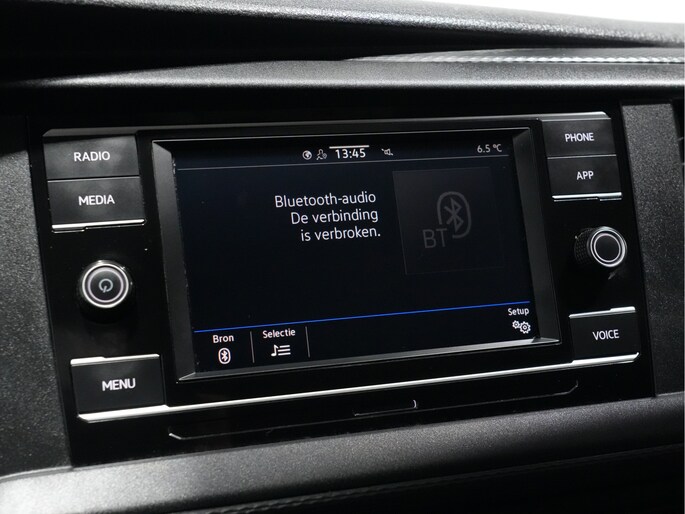 RADIO
MEDIA
MENU
13:45
6.5 °C
Bluetooth-audio
De verbinding
is verbroken.
BT
Bron
Selectie
Setup
PHONE
APP
VOICE